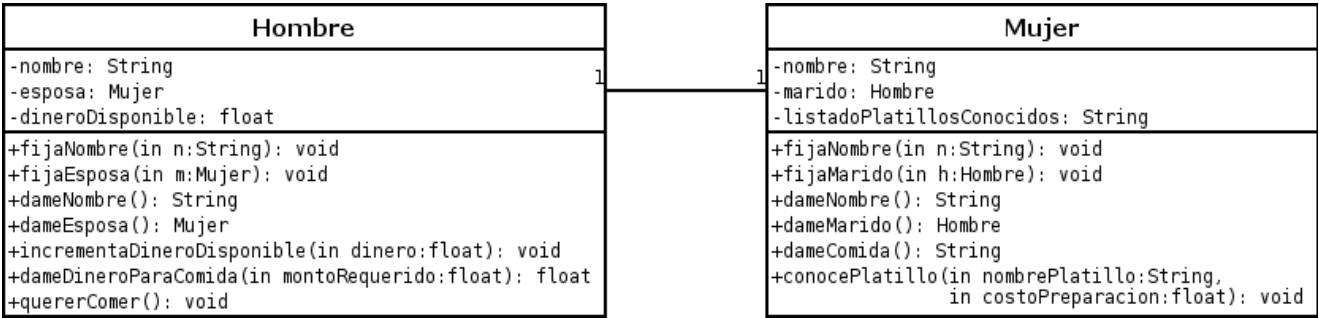 Hombre
-nombre: String
-esposa: Mujer
-dineroDisponible: float
+fijaNombre(in n:String): void
+fijaEsposa(in m:Mujer): void
+dameNombre(): String
+dameEsposa(): Mujer
+incrementaDineroDisponible(in dinero:float): void
+dameDineroParaComida(in montoRequerido:float): float
+quererComer(): void
1
1
Mujer
-nombre: String
-marido: Hombre
-listadoPlatillosConocidos: String
+fijaNombre(in n:String): void
+fijaMarido(in h:Hombre): void
+dameNombre(): String
+dameMarido(): Hombre
+dameComida(): String
+conocePlatillo(in nombrePlatillo:String,
in costoPreparacion:float): void